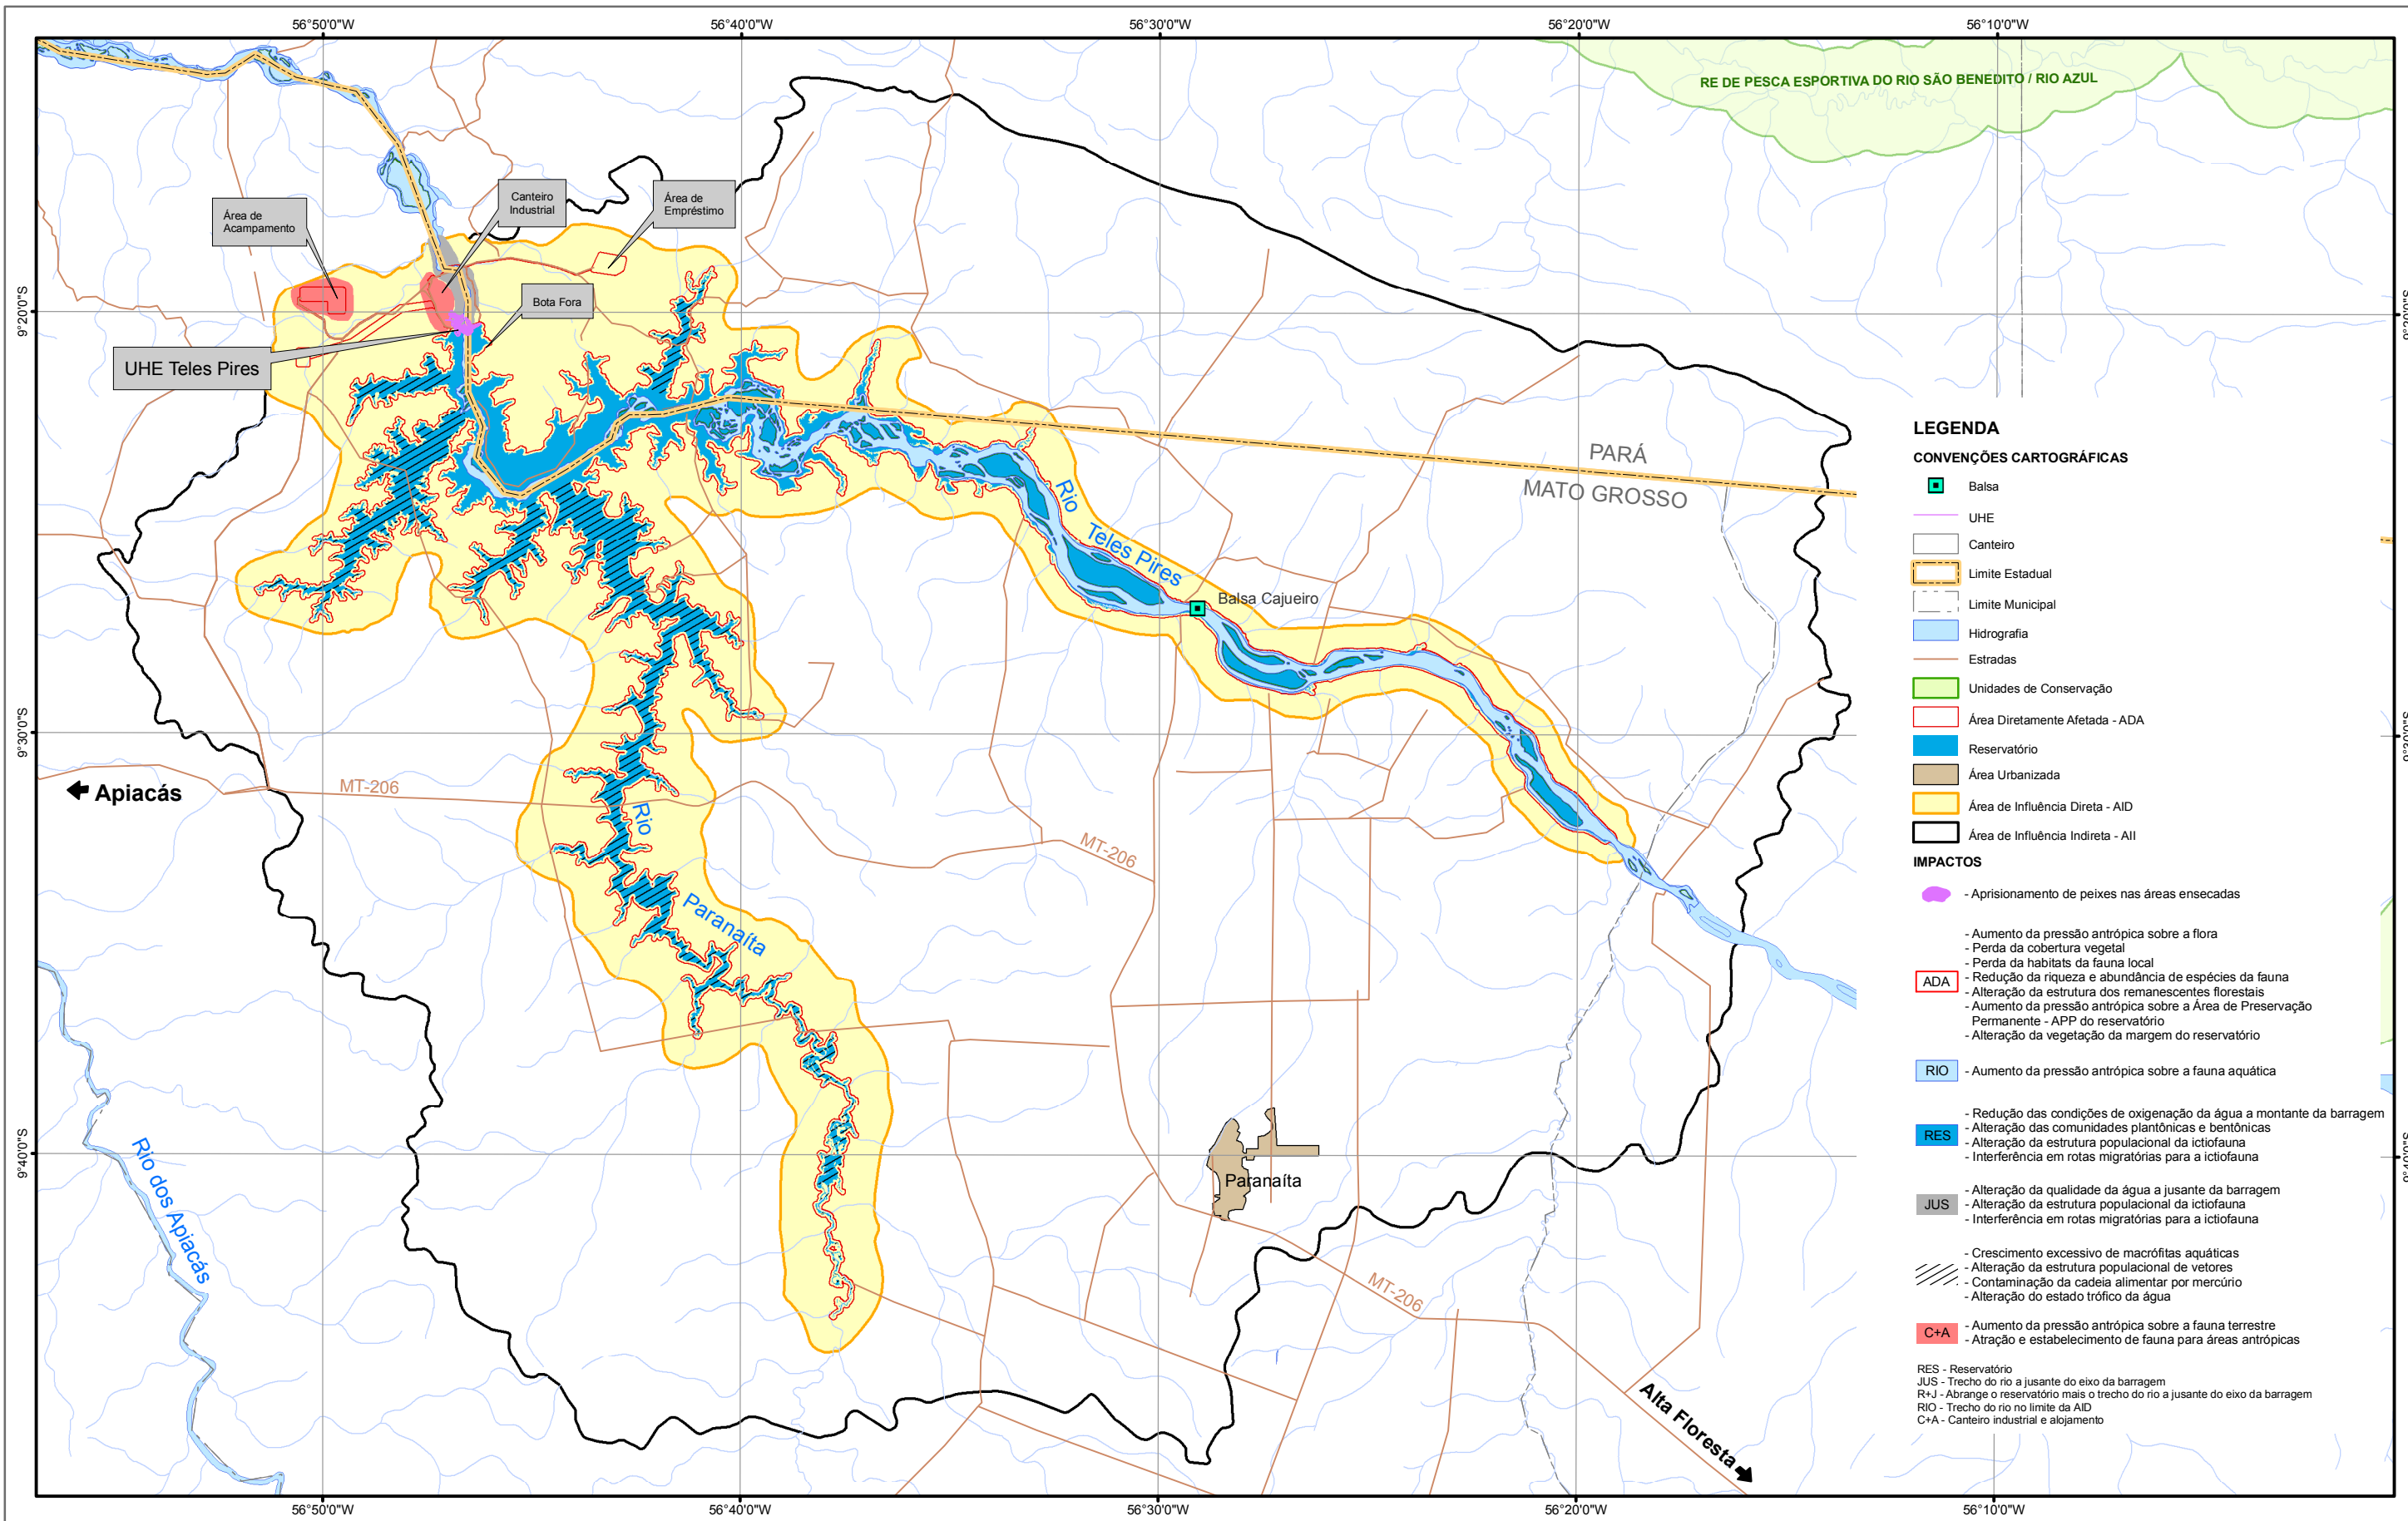 56°50'0"W
56°40'0"W
56°30'0"W
56°20'0"W
56°10'0"W
RE DE PESCA ESPORTIVA DO RIO SÃO BENEDITO / RIO AZUL
Área de
Acampamento
Canteiro
Industrial
Área de
Empréstimo
Bota Fora
UHE Teles Pires
9°20'0"S
9°20'0"S
PARÁ
MATO GROSSO
Rio
Teles Pires
Balsa Cajueiro
9°30'0"S
9°30'0"S
Apiacás
MT-206
Rio
MT-206
Paranaíta
9°40'0"S
9°40'0"S
Rio dos Apiacás
Paranaíta
MT-206
Alta Floresta
LEGENDA
CONVENÇÕES CARTOGRÁFICAS
Balsa
UHE
Canteiro
Limite Estadual
Limite Municipal
Hidrografia
Estradas
Unidades de Conservação
Área Diretamente Afetada - ADA
Reservatório
Área Urbanizada
Área de Influência Direta - AID
Área de Influência Indireta - AII
IMPACTOS
- Aprisionamento de peixes nas áreas ensecadas
- Aumento da pressão antrópica sobre a flora
- Perda da cobertura vegetal
- Perda da habitats da fauna local
ADA - Redução da riqueza e abundância de espécies da fauna
- Alteração da estrutura dos remanescentes florestais
- Aumento da pressão antrópica sobre a Área de Preservação
Permanente - APP do reservatório
- Alteração da vegetação da margem do reservatório
RIO - Aumento da pressão antrópica sobre a fauna aquática
- Redução das condições de oxigenação da água a montante da barragem
- Alteração das comunidades planctônicas e bentônicas
RES - Alteração da estrutura populacional da ictiofauna
- Interferência em rotas migratórias para a ictiofauna
- Alteração da qualidade da água a jusante da barragem
JUS - Alteração da estrutura populacional da ictiofauna
- Interferência em rotas migratórias para a ictiofauna
- Crescimento excessivo de macrófitas aquáticas
- Alteração da estrutura populacional de vetores
- Contaminação da cadeia alimentar por mercúrio
- Alteração do estado trófico da água
C+A - Aumento da pressão antrópica sobre a fauna terrestre
- Atração e estabelecimento de fauna para áreas antrópicas
RES - Reservatório
JUS - Trecho do rio a jusante do eixo da barragem
R+J - Abrange o reservatório mais o trecho do rio a jusante do eixo da barragem
RIO - Trecho do rio no limite da AID
C+A - Canteiro industrial e alojamento
56°50'0"W
56°40'0"W
56°30'0"W
56°20'0"W
56°10'0"W